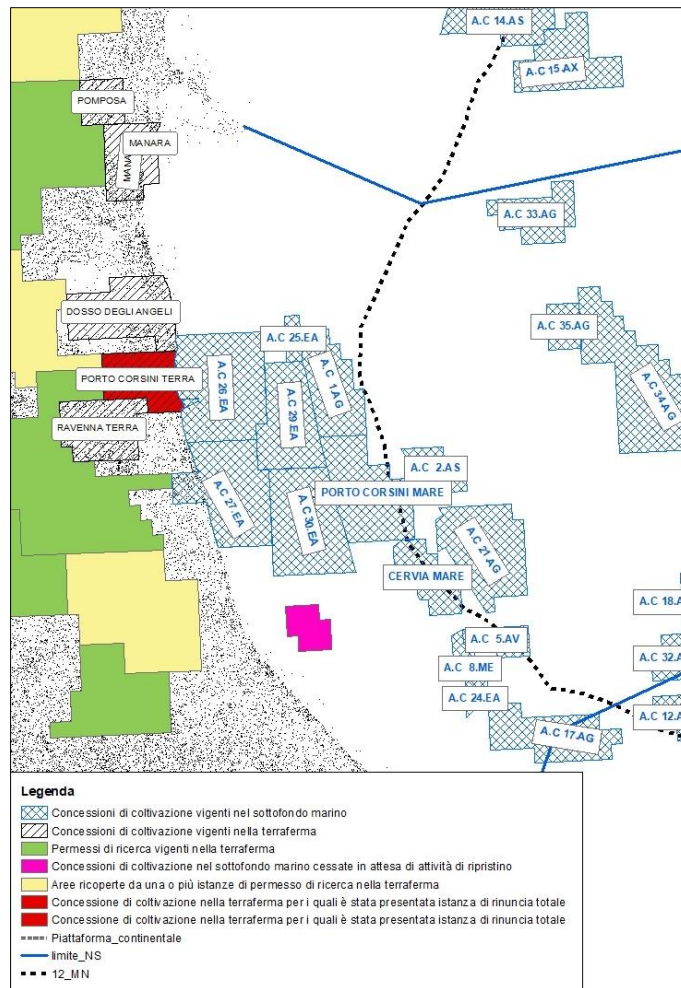 A.C 14.AS
A.C 15.AX
POMPOSA
MANARA
MANA
A.C 33.AG
DOSSO DEGLI ANGELI
A.C 25.EA
A.C 35.AG
A.C 28.EA
A.C 1.AG
PORTO CORSINI TERRA
A.C 29.EA
A.C 34.AG
RAVENNA TERRA
A.C 2.AS
A.C 27.EA
PORTO CORSINI MARE
A.C 30.EA
A.C 21.AG
CERVIA MARE
A.C 18.A
A.C 5.AV
A.C 32.A
A.C 8.ME
A.C 24.EA
A.C 12.A
A.C 17.AG
Legenda
Concessioni di coltivazione vigenti nel sottofondo marino
Concessioni di coltivazione vigenti nella terraferma
Permessi di ricerca vigenti nella terraferma
Concessioni di coltivazione nel sottofondo marino cessate in attesa di attività di ripristino
Aree ricoperte da una o più istanze di permesso di ricerca nella terraferma
Concessione di coltivazione nella terraferma per i quali è stata presentata istanza di rinuncia totale
Concessione di coltivazione nella terraferma per i quali è stata presentata istanza di rinuncia totale
Piattaforma_continentale
limite_NS
12_MN